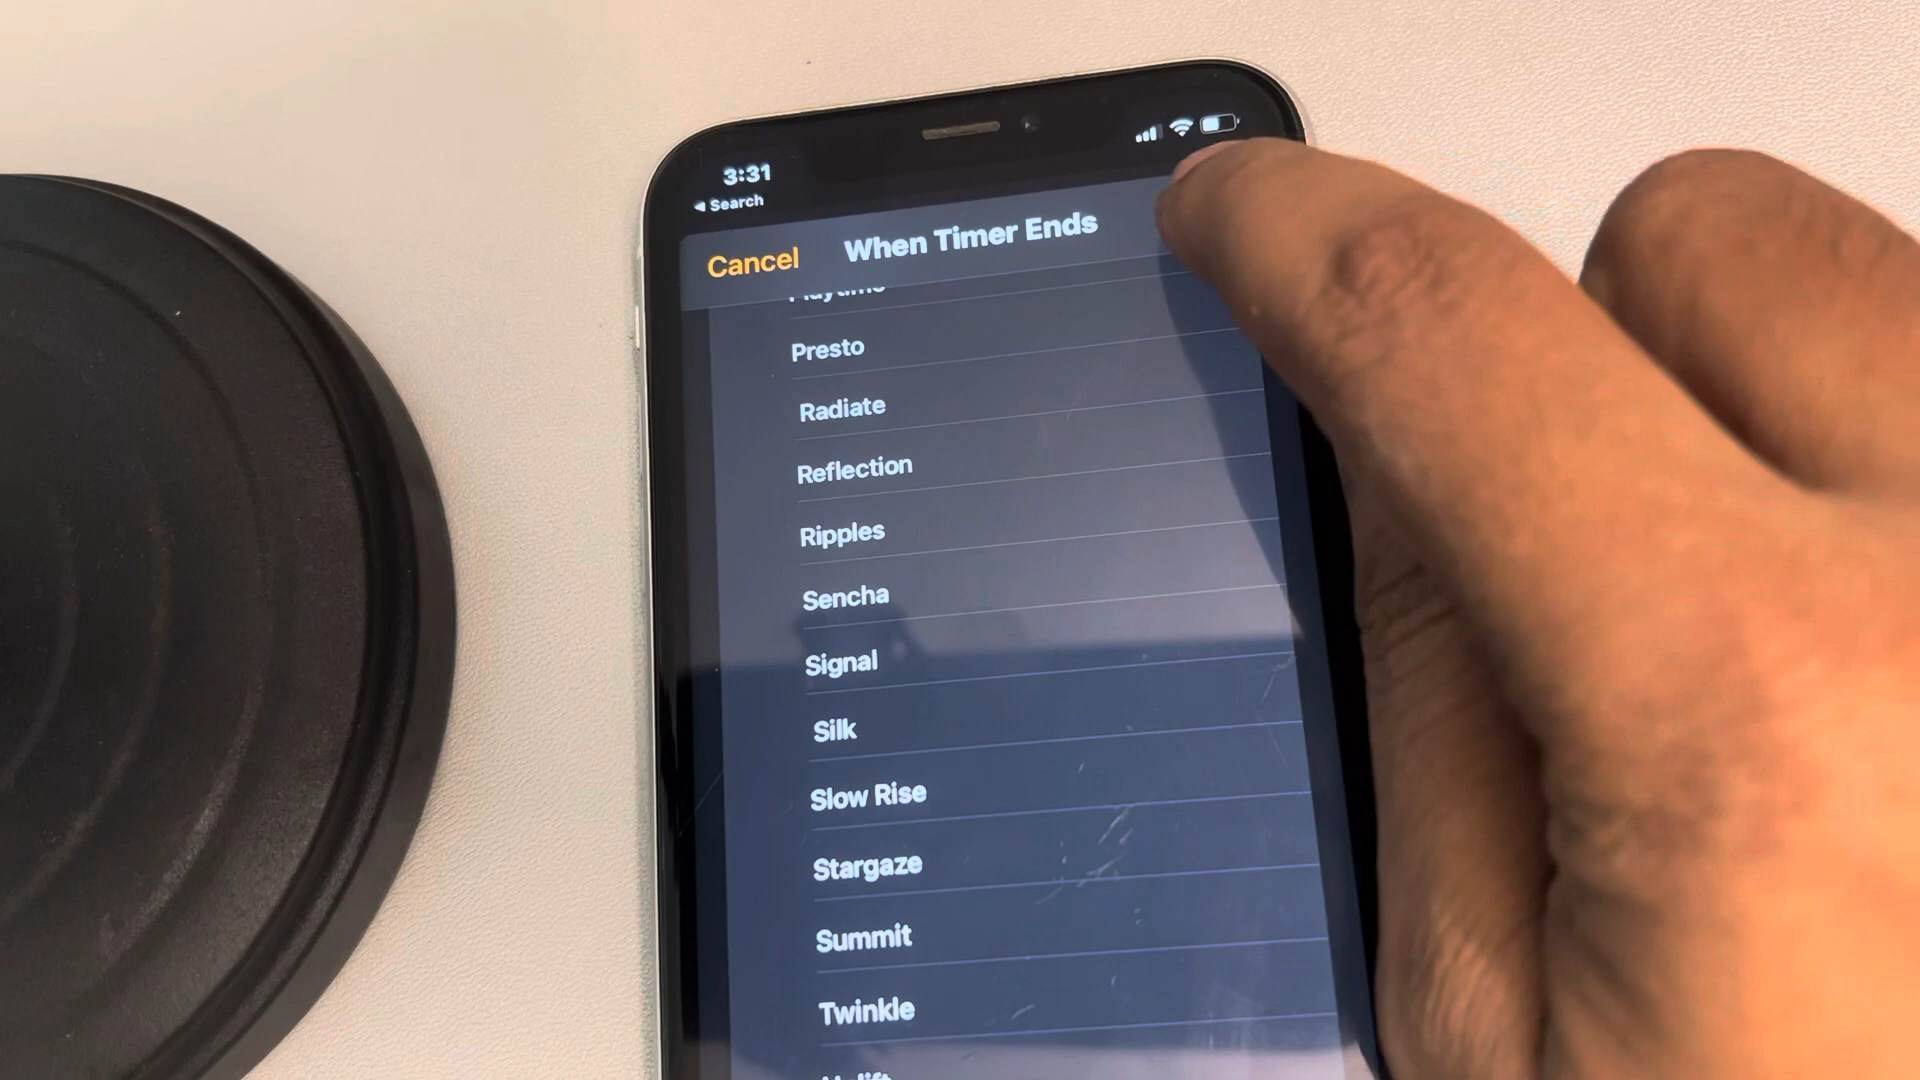 3:31
◀ Search
Cancel
When Timer Ends
Playtime
Presto
Radiate
Reflection
Ripples
Sencha
Signal
Silk
Slow Rise
Stargaze
Summit
Twinkle